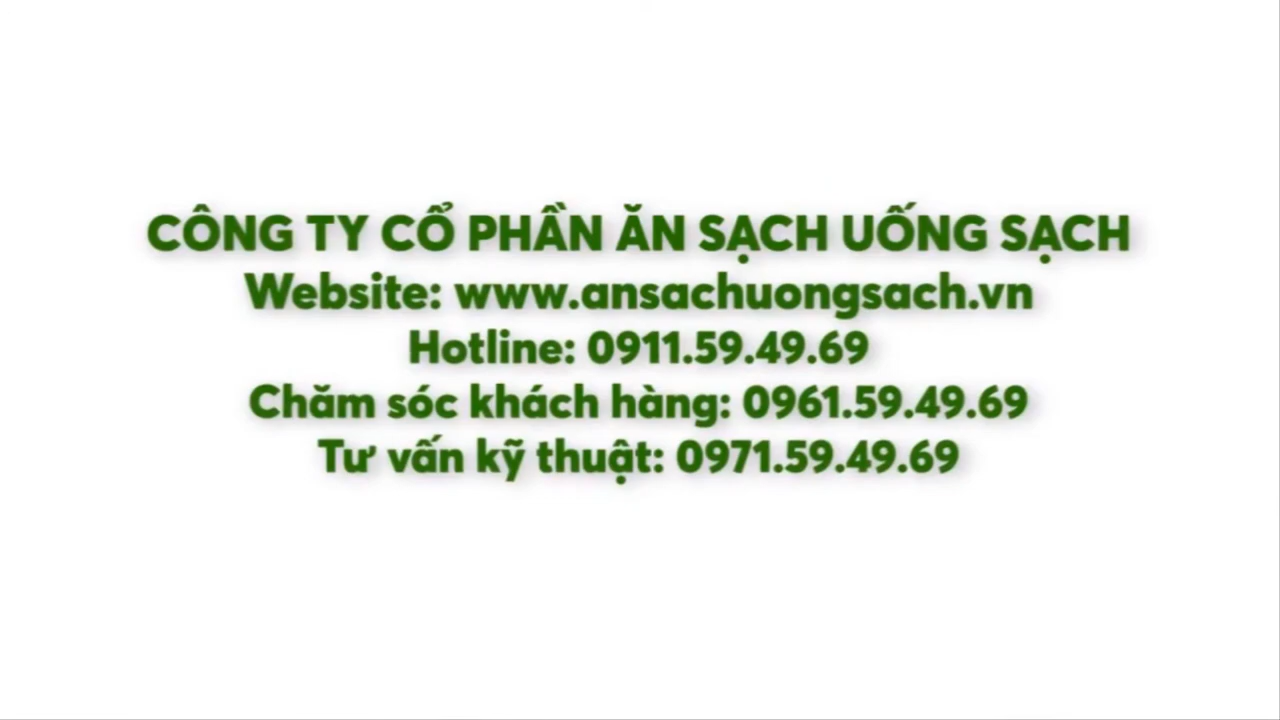 CÔNG TY CỔ PHẦN ĂN SẠCH UỐNG SẠCH
Website: www.ansachuongsach.vn
Hotline: 0911.59.49.69
Chăm sóc khách hàng: 0961.59.49.69
Tư vấn kỹ thuật: 0971.59.49.69